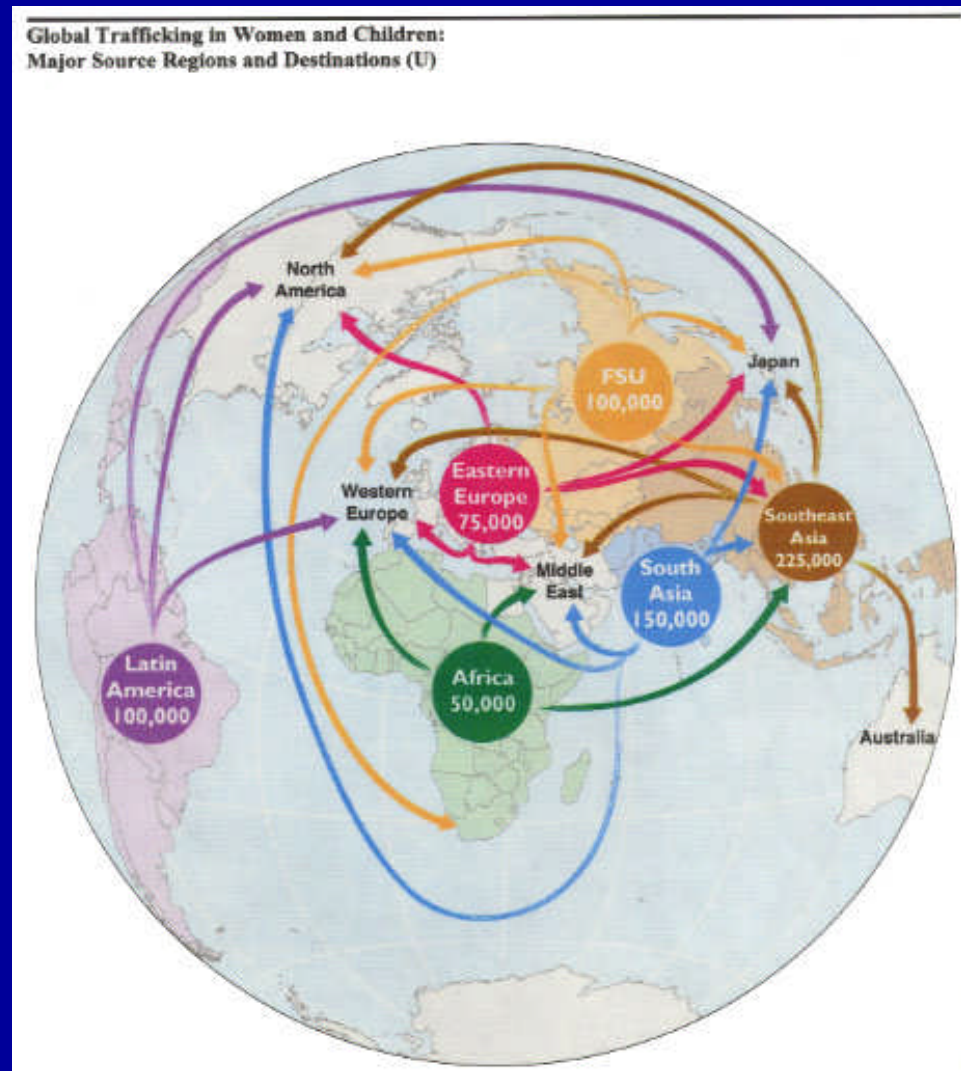 Global Trafficking in Women and Children:
Major Source Regions and Destinations (U)
North
America
Japan
FSU
100,000
Eastern
Europe
75,000
Western
Europe
Southeast
Asia
225,000
Middle
East
South
Asia
150,000
Latin
America
100,000
Africa
50,000
Australia